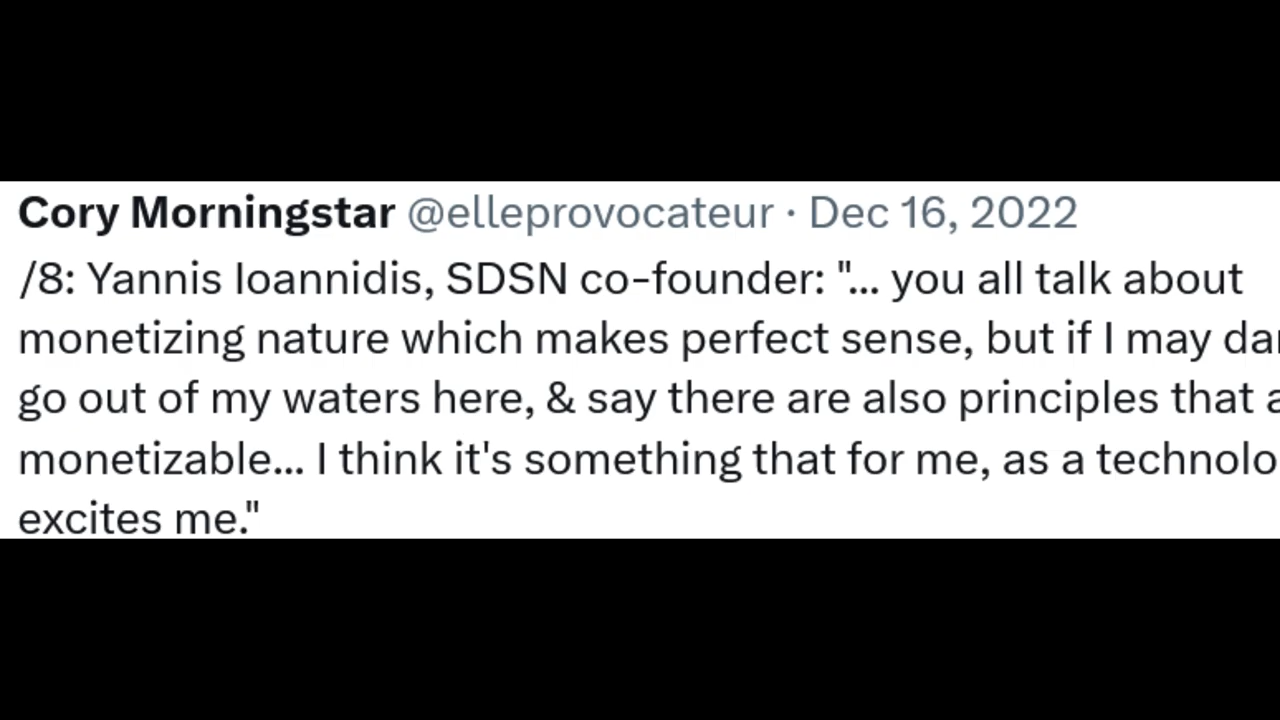 Cory Morningstar @elleprovocateur · Dec 16, 2022
/8: Yannis Ioannidis, SDSN co-founder: "... you all talk about
monetizing nature which makes perfect sense, but if I may
go out of my waters here, & say there are also principles that
monetizable... I think it's something that for me, as a
excites me."